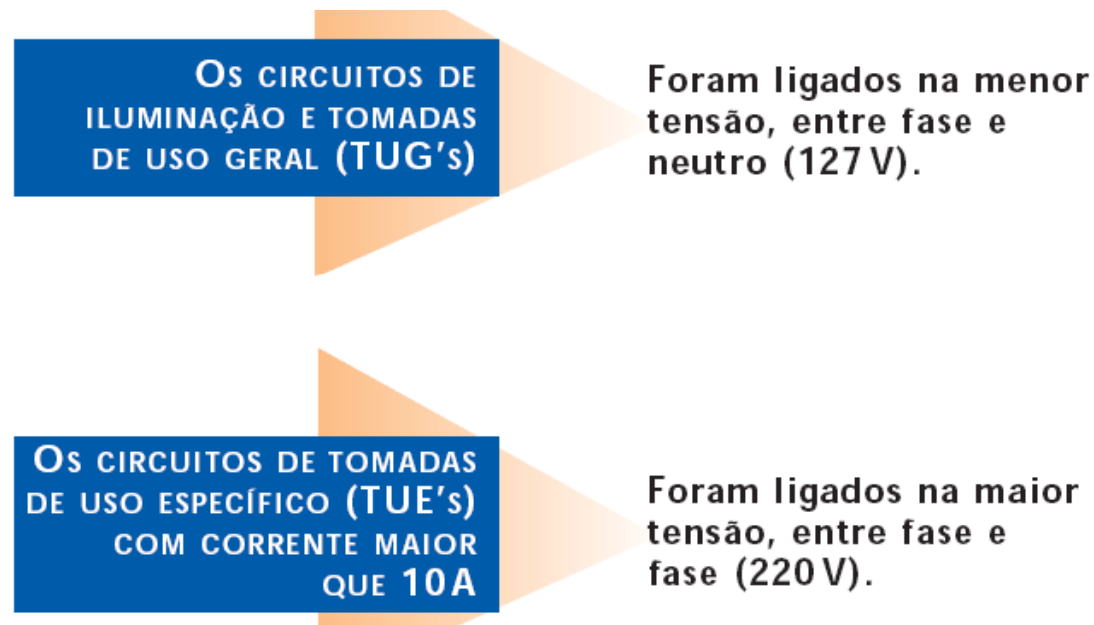 Os circuitos de
iluminação e tomadas
de uso geral (TUG's)
Foram ligados na menor
tensão, entre fase e
neutro (127 V).
Os circuitos de tomadas
de uso específico (TUE's)
com corrente maior
que 10A
Foram ligados na maior
tensão, entre fase e
fase (220 V).